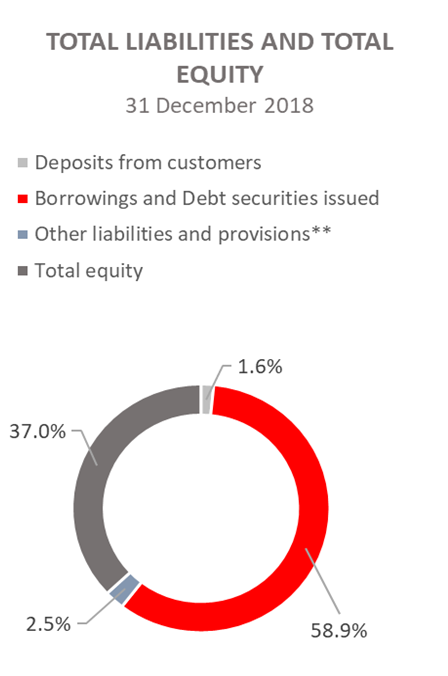 TOTAL LIABILITIES AND TOTAL
EQUITY
31 December 2018
Deposits from customers
Borrowings and Debt securities issued
Other liabilities and provisions**
Total equity
1.6%
37.0%
2.5%
58.9%